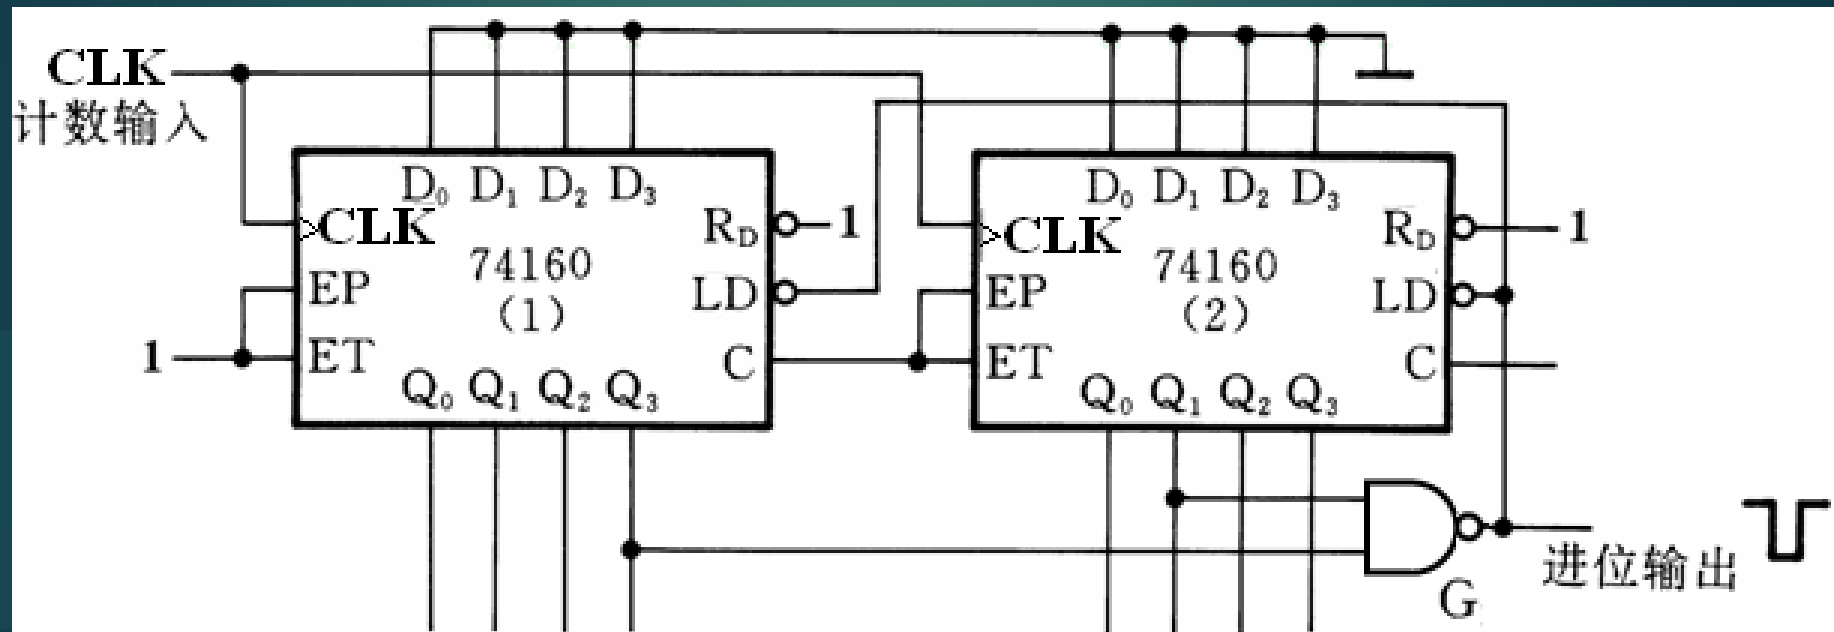 CLK
计数输入
D₀ D₁ D₂ D₃
CLK
R_D 1
74160
EP
LD
(1)
1
ET
C
Q₀ Q₁ Q₂ Q₃
D₀ D₁ D₂ D₃
CLK
R_D 1
74160
EP
LD
(2)
ET
C
Q₀ Q₁ Q₂ Q₃
进位输出
G